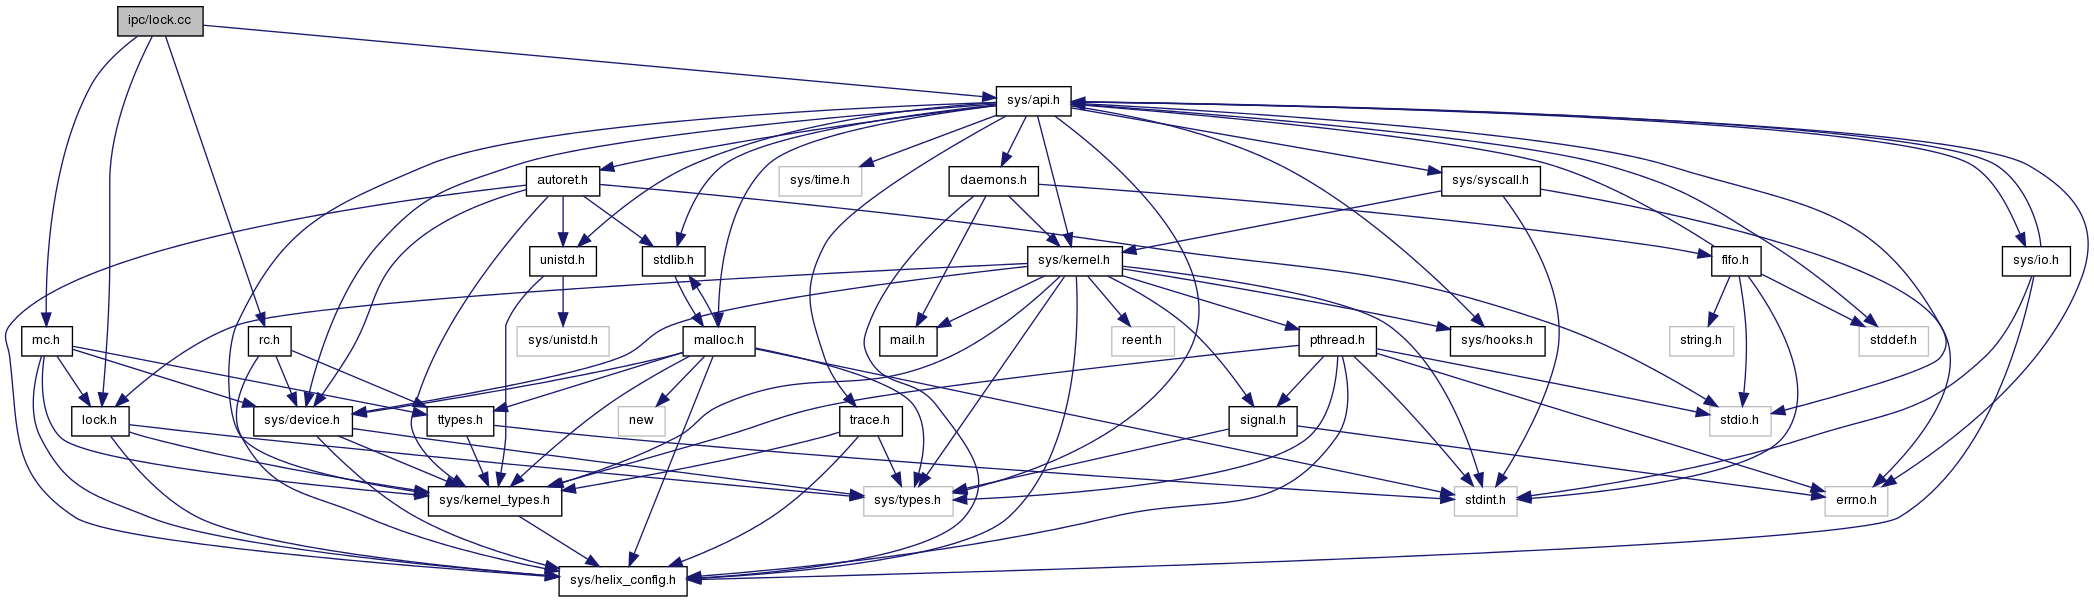 ipc/lock.cc
sys/api.h
autoret.h
sys/time.h
daemons.h
sys/syscall.h
unistd.h
stdlib.h
sys/kernel.h
fifo.h
sys/io.h
mc.h
rc.h
sys/unistd.h
malloc.h
mail.h
reent.h
pthread.h
sys/hooks.h
string.h
stddef.h
lock.h
sys/device.h
ttypes.h
new
trace.h
signal.h
stdio.h
sys/kernel_types.h
sys/types.h
stdint.h
errno.h
sys/helix_config.h